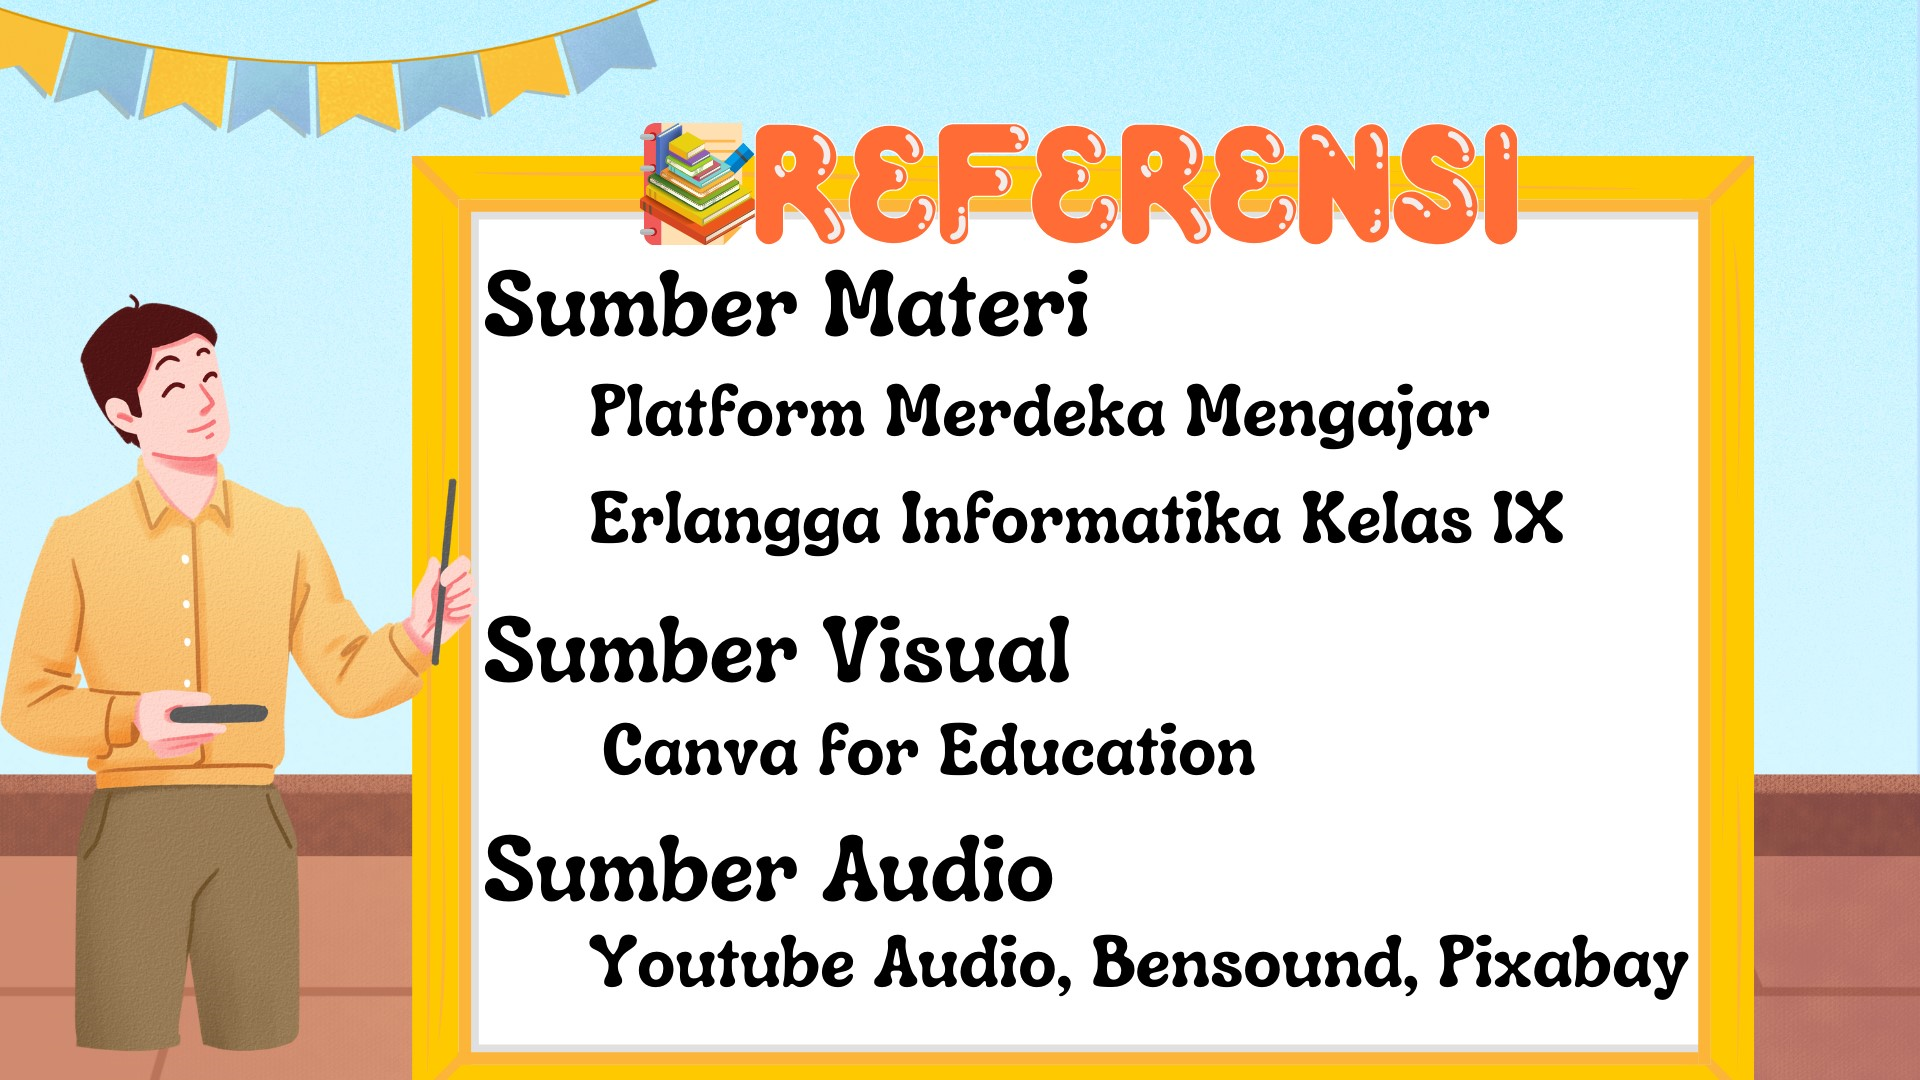 REFERENSI
Sumber Materi
Platform Merdeka Mengajar
Erlangga Informatika Kelas IX
Sumber Visual
Canva for Education
Sumber Audio
Youtube Audio, Bensound, Pixabay